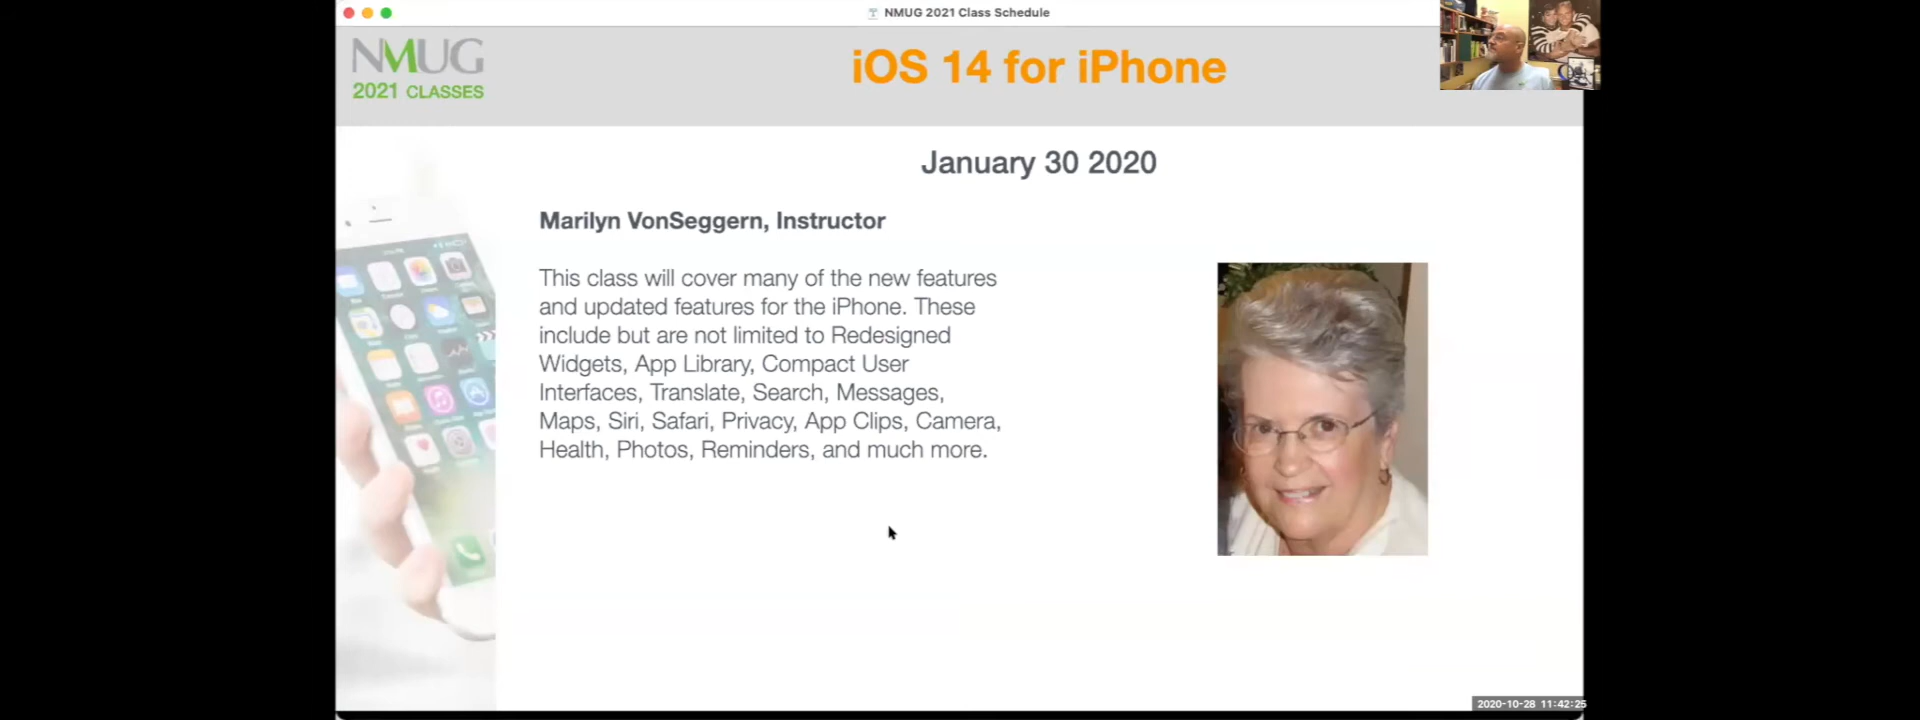 NMUG 2021 Class Schedule
NMUG
2021 CLASSES
iOS 14 for iPhone
January 30 2020
Marilyn VonSeggern, Instructor
This class will cover many of the new features
and updated features for the iPhone. These
include but are not limited to Redesigned
Widgets, App Library, Compact User
Interfaces, Translate, Search, Messages,
Maps, Siri, Safari, Privacy, App Clips, Camera,
Health, Photos, Reminders, and much more.
2020-10-28 11:42:25